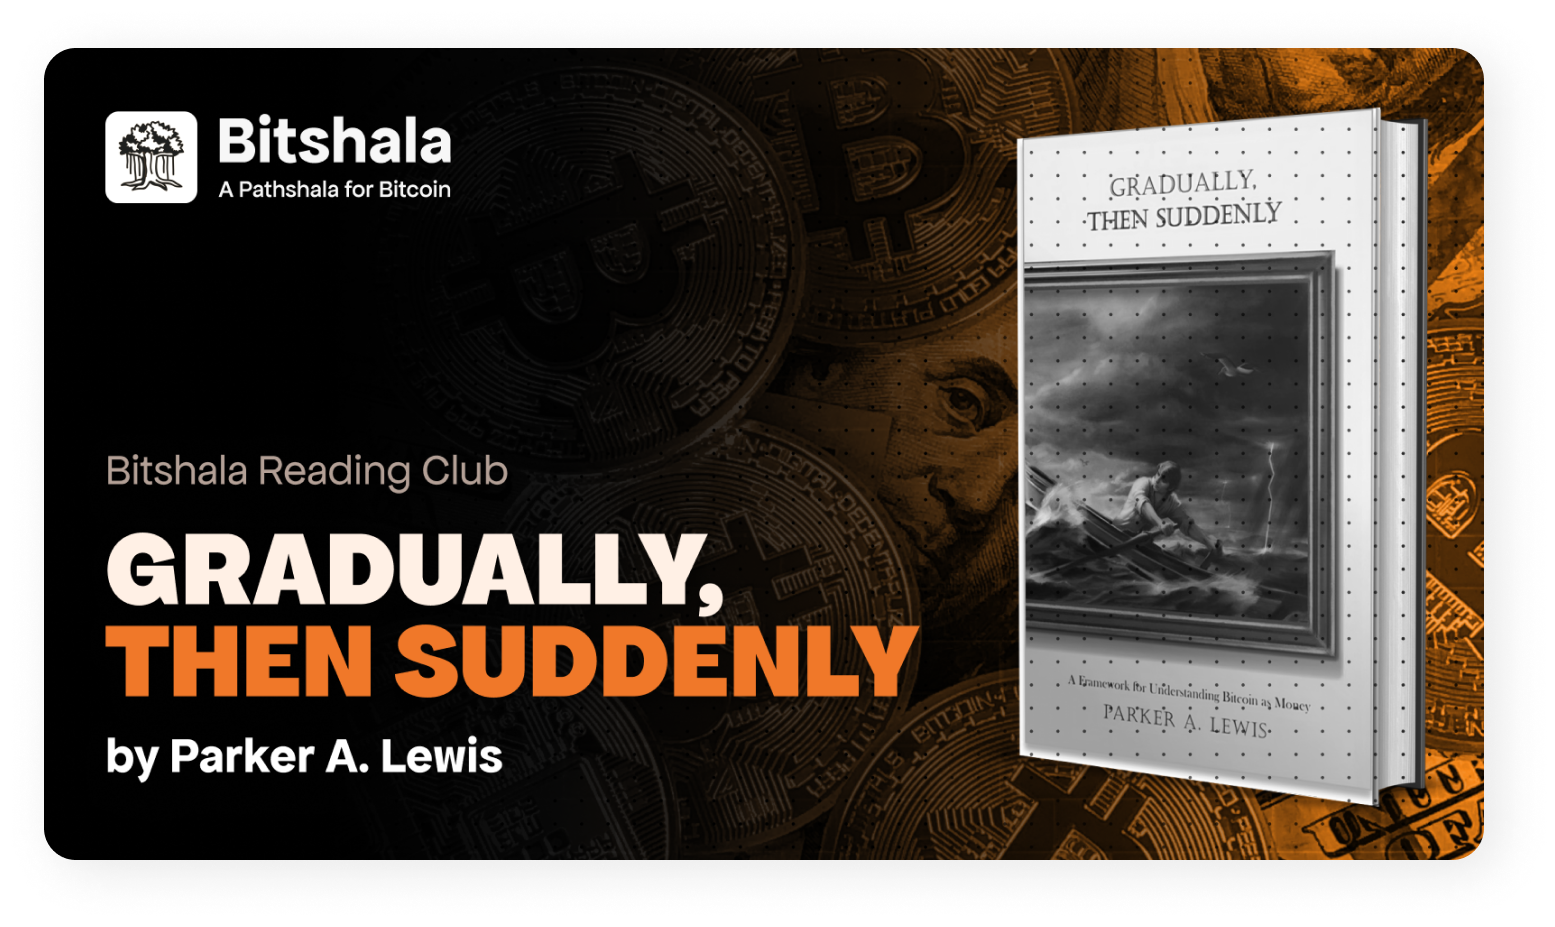 Bitshala
A Pathshala for Bitcoin
Bitshala Reading Club
GRADUALLY,
THEN SUDDENLY
by Parker A. Lewis
GRADUALLY,
THEN SUDDENLY
A Framework for Understanding Bitcoin as Money
PARKER A. LEWIS